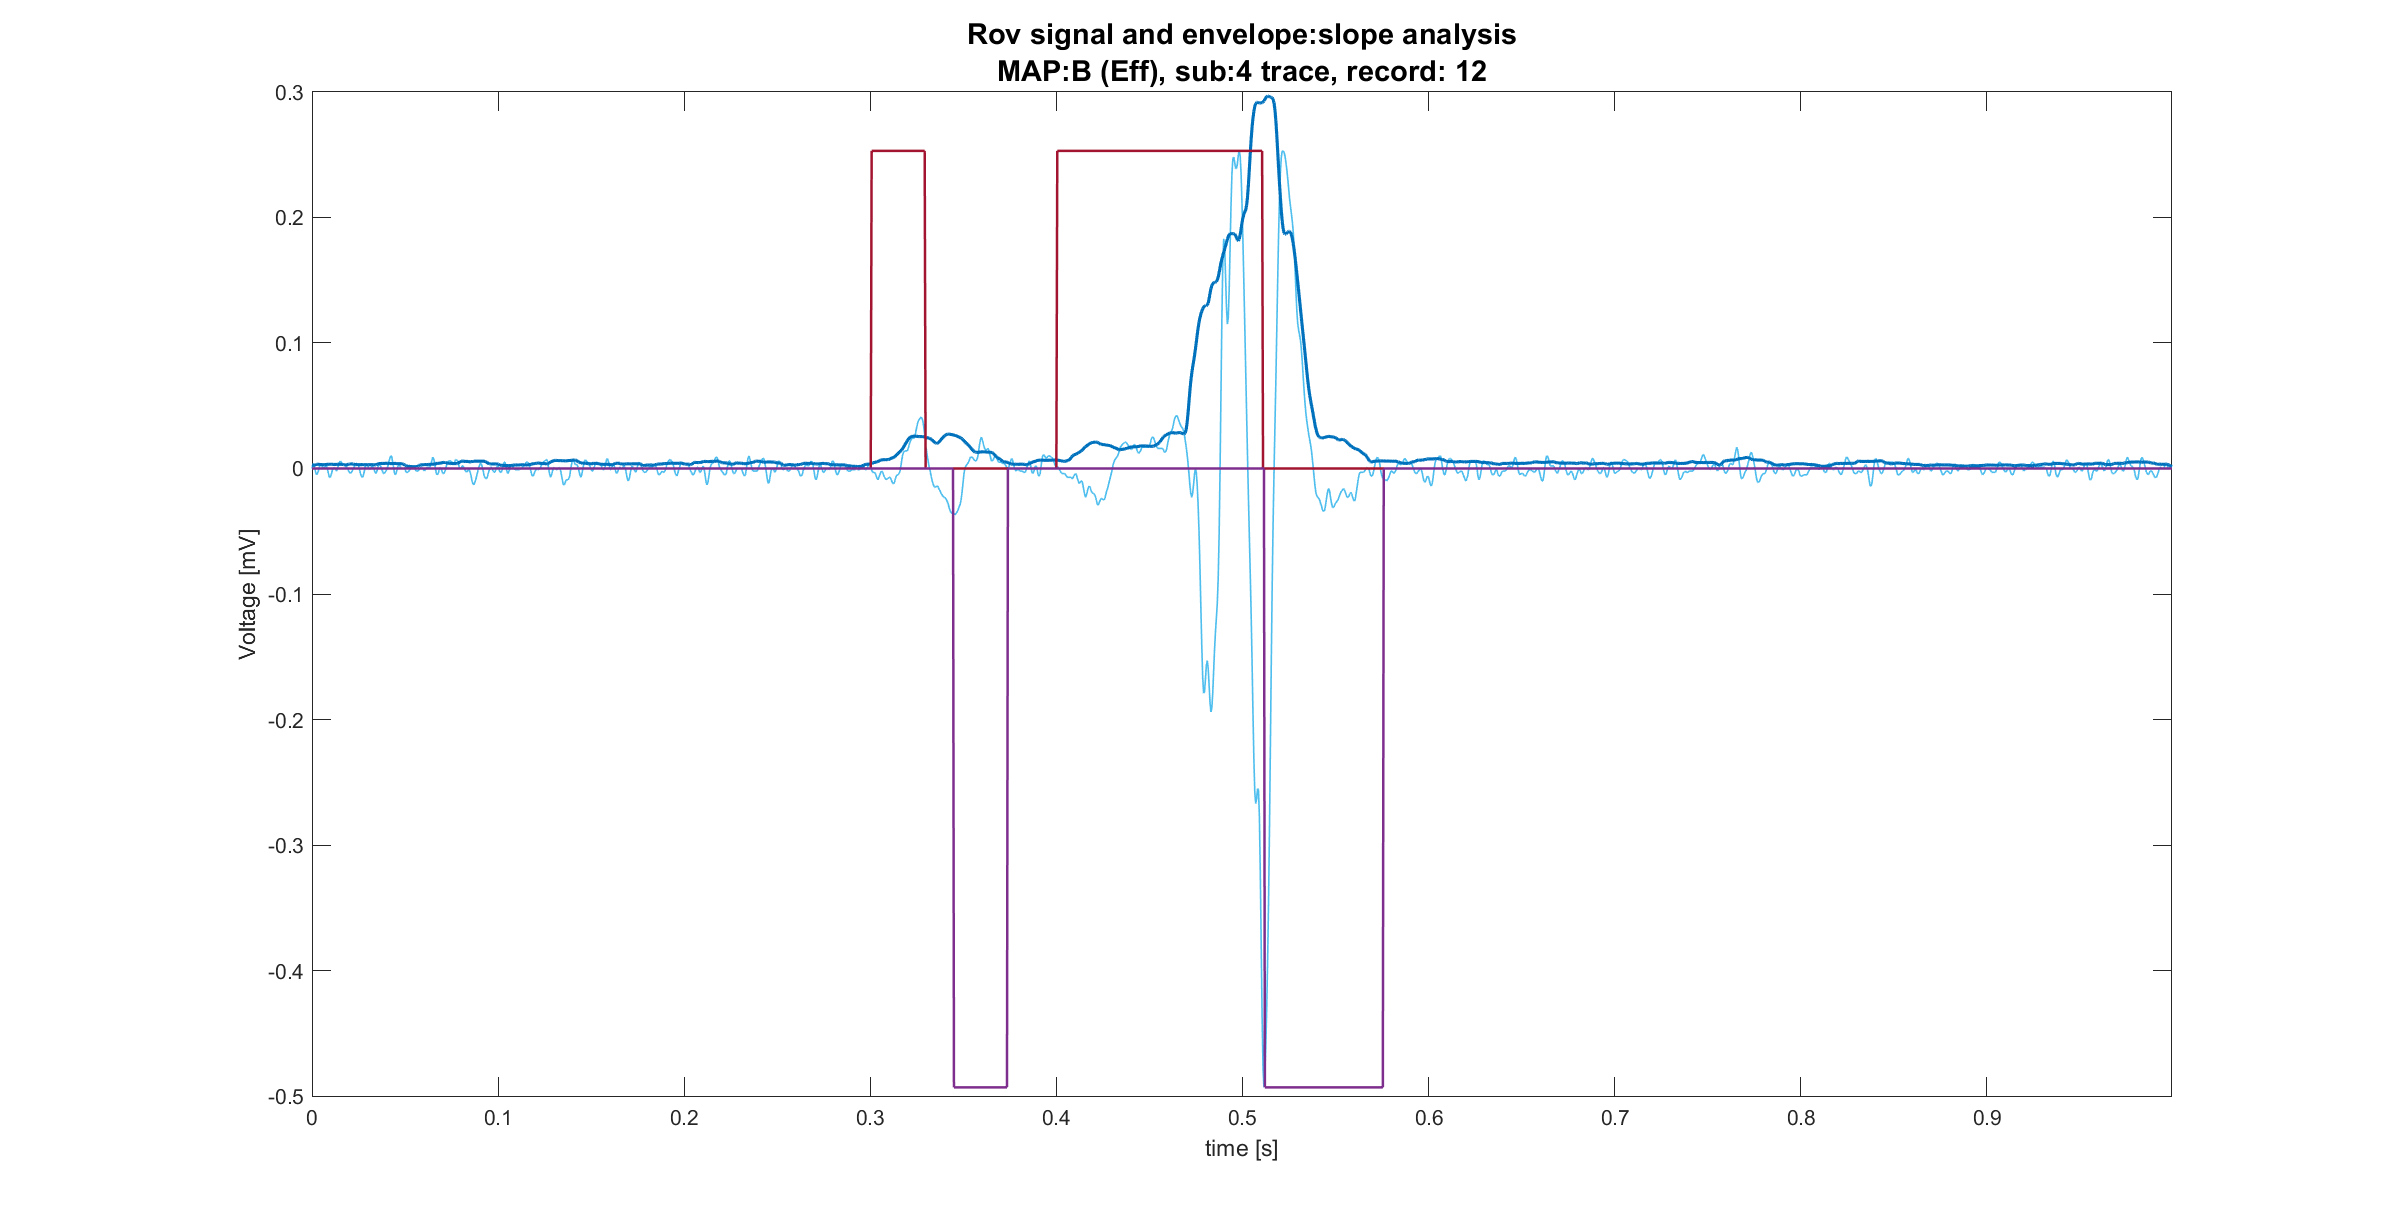 Rov signal and envelope:slope analysis
MAP:B (Eff), sub:4 trace, record: 12
0.3
0.2
0.1
0
-0.1
-0.2
-0.3
-0.4
-0.5
Voltage [mV]
0 0.1 0.2 0.3 0.4 0.5 0.6 0.7 0.8 0.9
time [s]